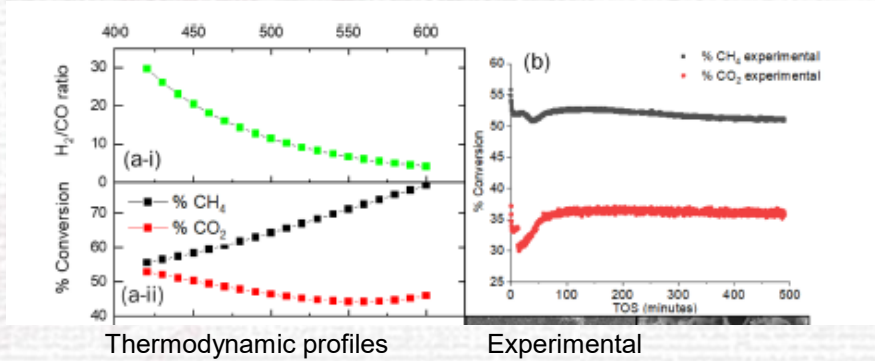 400 450 500 550 600
30
20
10
0
H₂/CO ratio
(a-i)
70
60
50
40
% Conversion
% CH₄
% CO₂
(a-ii)
(b)
% CH₄ experimental
% CO₂ experimental
60
55
50
45
40
35
30
25
% Conversion
0 100 200 300 400 500
TOS (minutes)
Thermodynamic profiles Experimental